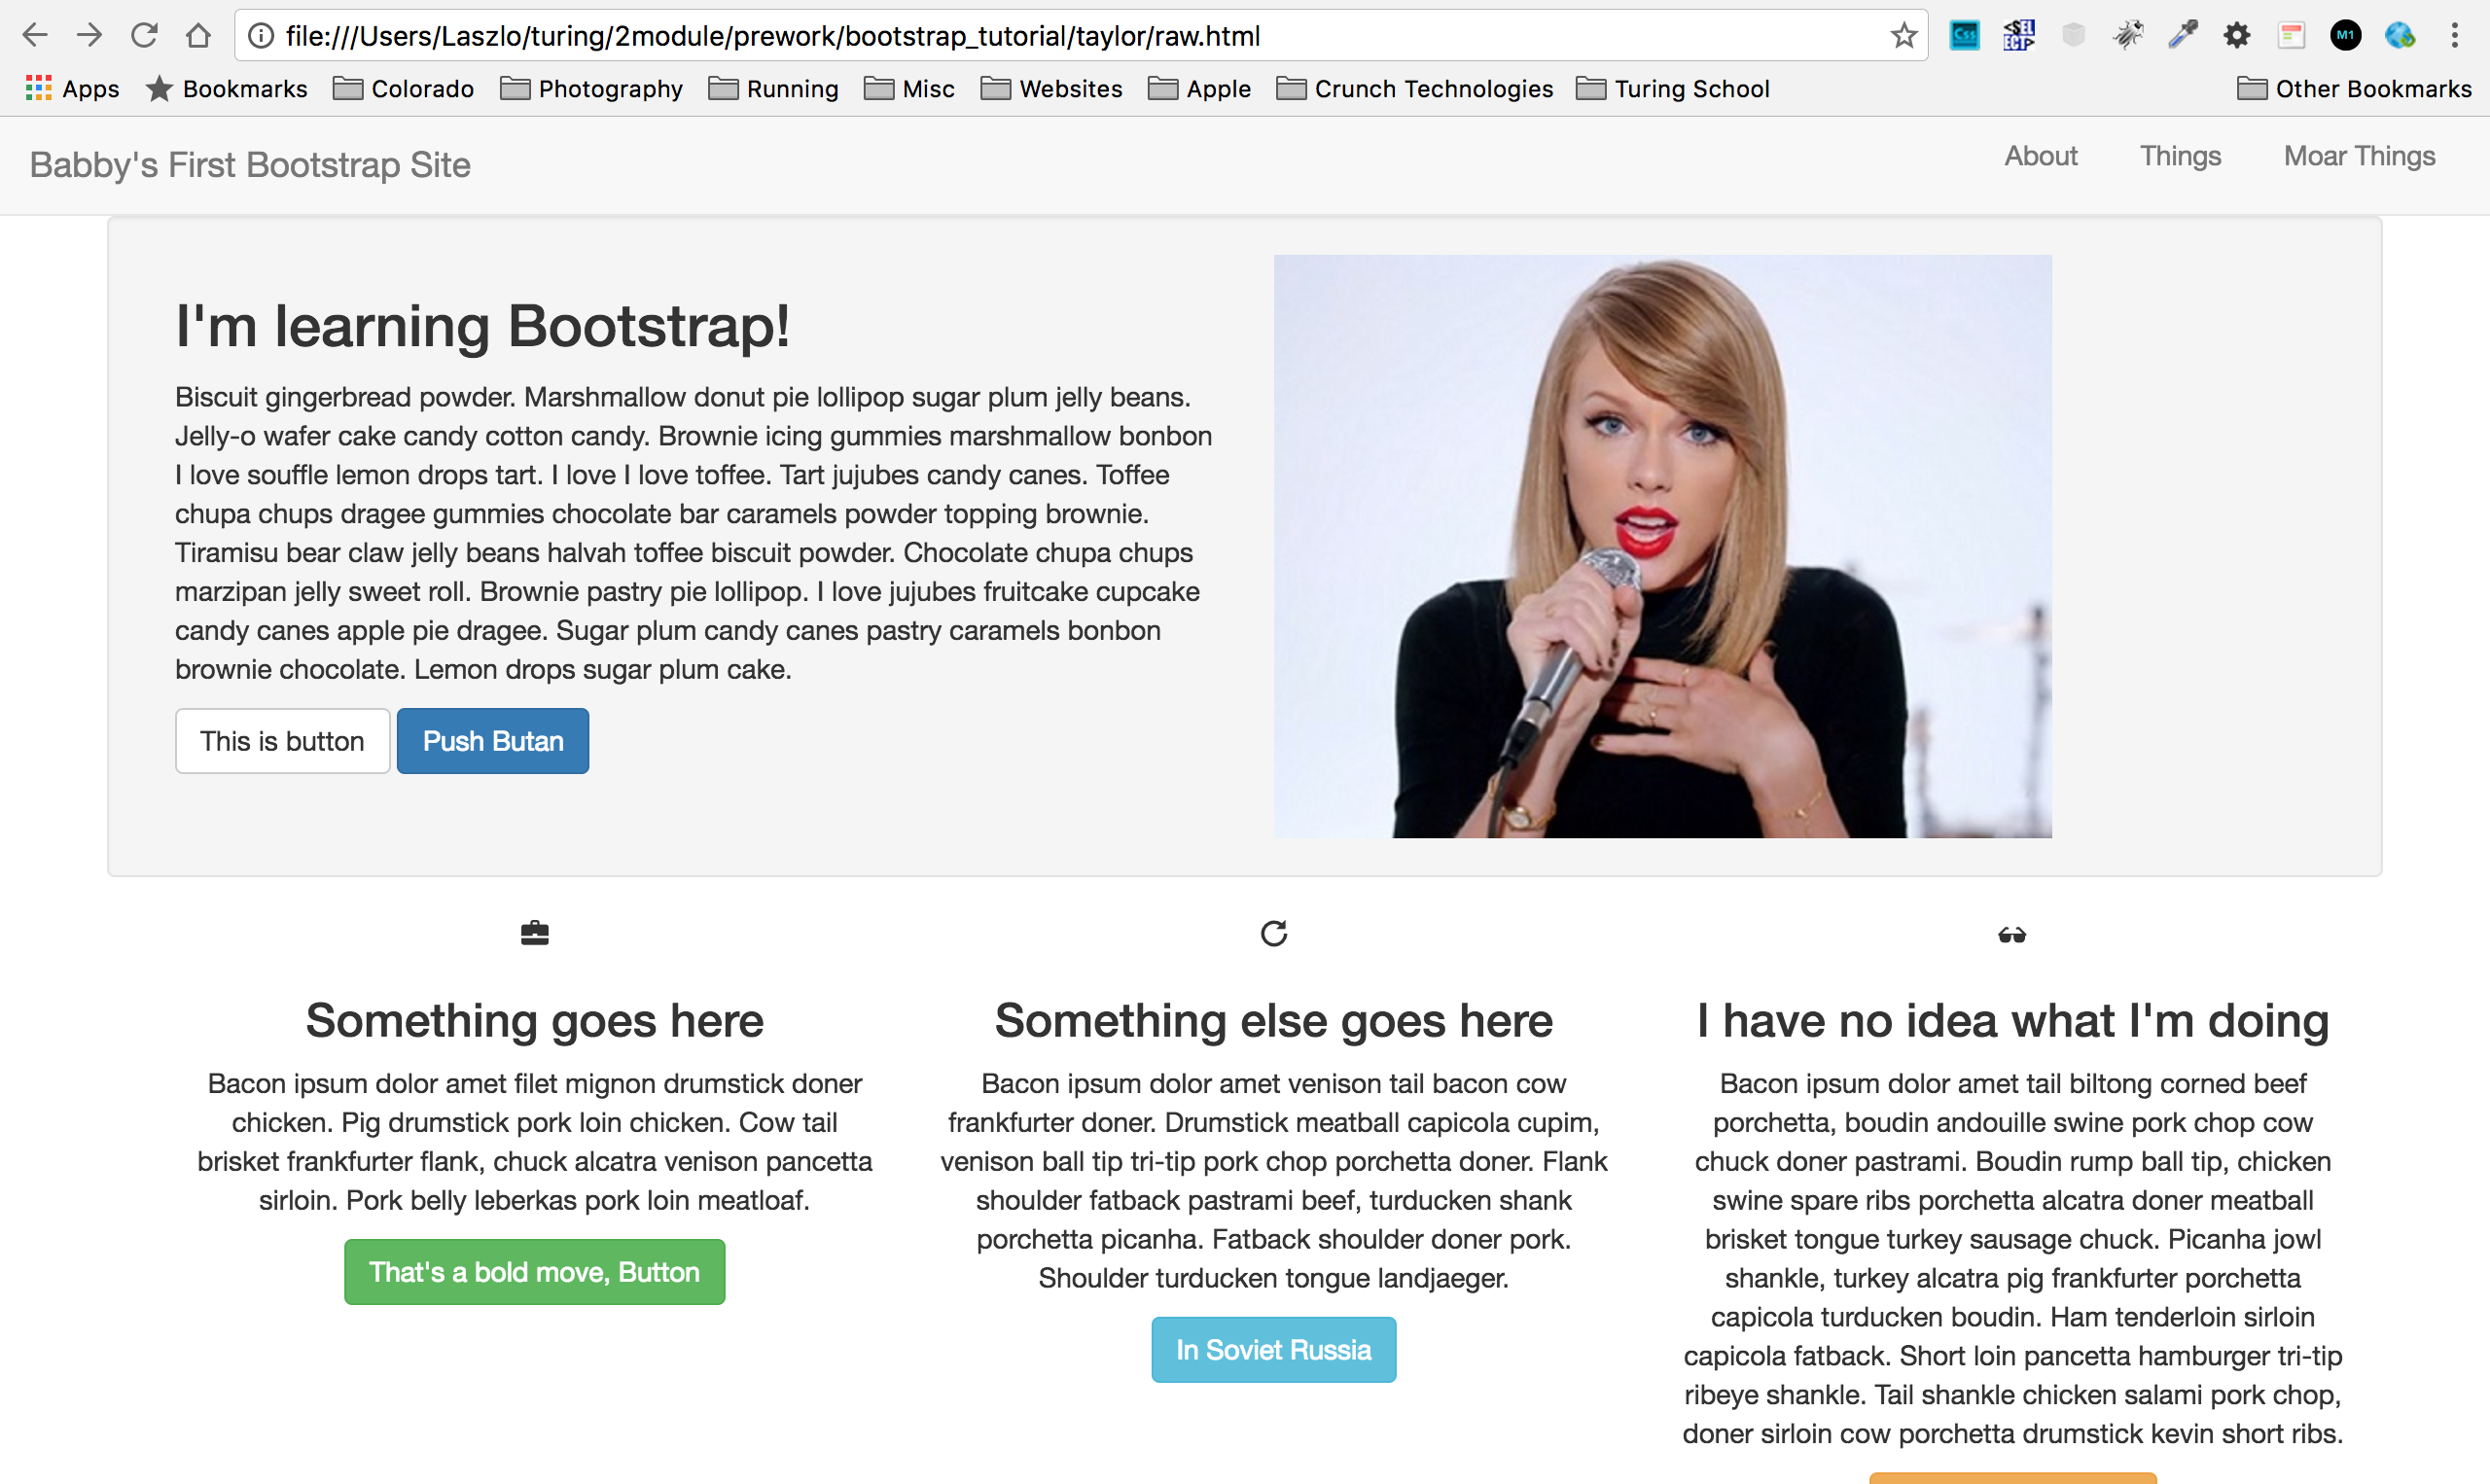 file:///Users/Laszlo/turing/2module/prework/bootstrap_tutorial/taylor/raw.html
Css
<SEL
ECT>
M1
Apps Bookmarks Colorado Photography Running Misc Websites Apple Crunch Technologies Turing School Other Bookmarks
Babby's First Bootstrap Site
About Things Moar Things
I'm learning Bootstrap!
Biscuit gingerbread powder. Marshmallow donut pie lollipop sugar plum jelly beans.
Jelly-o wafer cake candy cotton candy. Brownie icing gummies marshmallow bonbon
I love souffle lemon drops tart. I love I love toffee. Tart jujubes candy canes. Toffee
chupa chups dragee gummies chocolate bar caramels powder topping brownie.
Tiramisu bear claw jelly beans halvah toffee biscuit powder. Chocolate chupa chups
marzipan jelly sweet roll. Brownie pastry pie lollipop. I love jujubes fruitcake cupcake
candy canes apple pie dragee. Sugar plum candy canes pastry caramels bonbon
brownie chocolate. Lemon drops sugar plum cake.
This is button Push Butan
Something goes here
Bacon ipsum dolor amet filet mignon drumstick doner
chicken. Pig drumstick pork loin chicken. Cow tail
brisket frankfurter flank, chuck alcatra venison pancetta
sirloin. Pork belly leberkas pork loin meatloaf.
That's a bold move, Button
Something else goes here
Bacon ipsum dolor amet venison tail bacon cow
frankfurter doner. Drumstick meatball capicola cupim,
venison ball tip tri-tip pork chop porchetta doner. Flank
shoulder fatback pastrami beef, turducken shank
porchetta picanha. Fatback shoulder doner pork.
Shoulder turducken tongue landjaeger.
In Soviet Russia
I have no idea what I'm doing
Bacon ipsum dolor amet tail biltong corned beef
porchetta, boudin andouille swine pork chop cow
chuck doner pastrami. Boudin rump ball tip, chicken
swine spare ribs porchetta alcatra doner meatball
brisket tongue turkey sausage chuck. Picanha jowl
shankle, turkey alcatra pig frankfurter porchetta
capicola turducken boudin. Ham tenderloin sirloin
capicola fatback. Short loin pancetta hamburger tri-tip
ribeye shankle. Tail shankle chicken salami pork chop,
doner sirloin cow porchetta drumstick kevin short ribs.